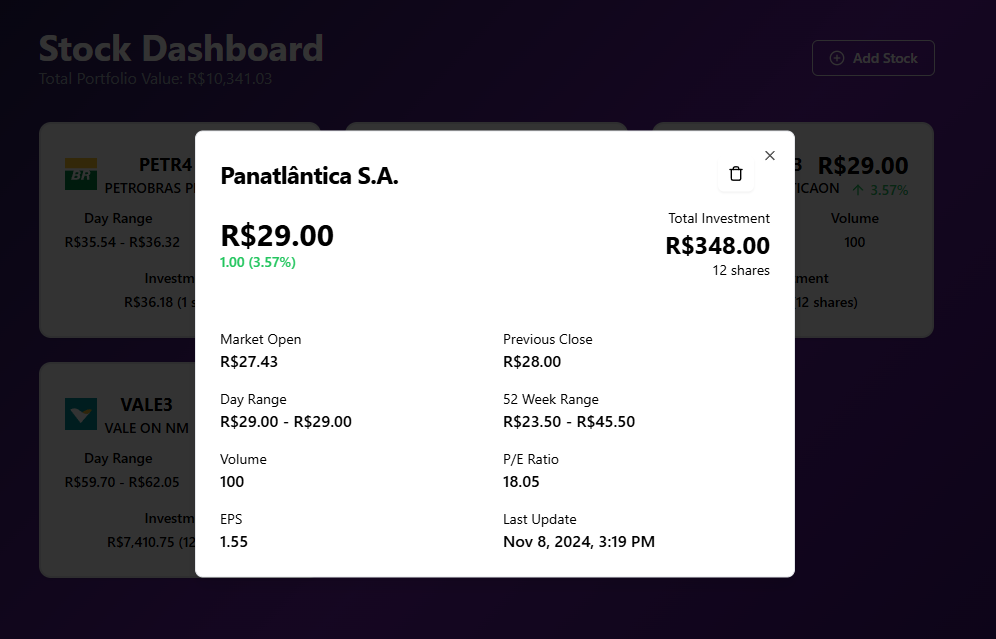 Stock Dashboard
Total Portfolio Value: R$10,341.03
Add Stock
BR
PETR4
PETROBRAS
Day Range
R$35.54 - R$36.32
R$36.18 (1
3
R$29.00
3.57%
Volume
100
12 shares)
VALE3
VALE ON NM
Day Range
R$59.70 - R$62.05
R$7,410.75 (12
Panatlântica S.A.
R$29.00
1.00 (3.57%)
Total Investment
R$348.00
12 shares
Market Open
R$27.43
Previous Close
R$28.00
Day Range
R$29.00 - R$29.00
52 Week Range
R$23.50 - R$45.50
Volume
100
P/E Ratio
18.05
EPS
1.55
Last Update
Nov 8, 2024, 3:19 PM